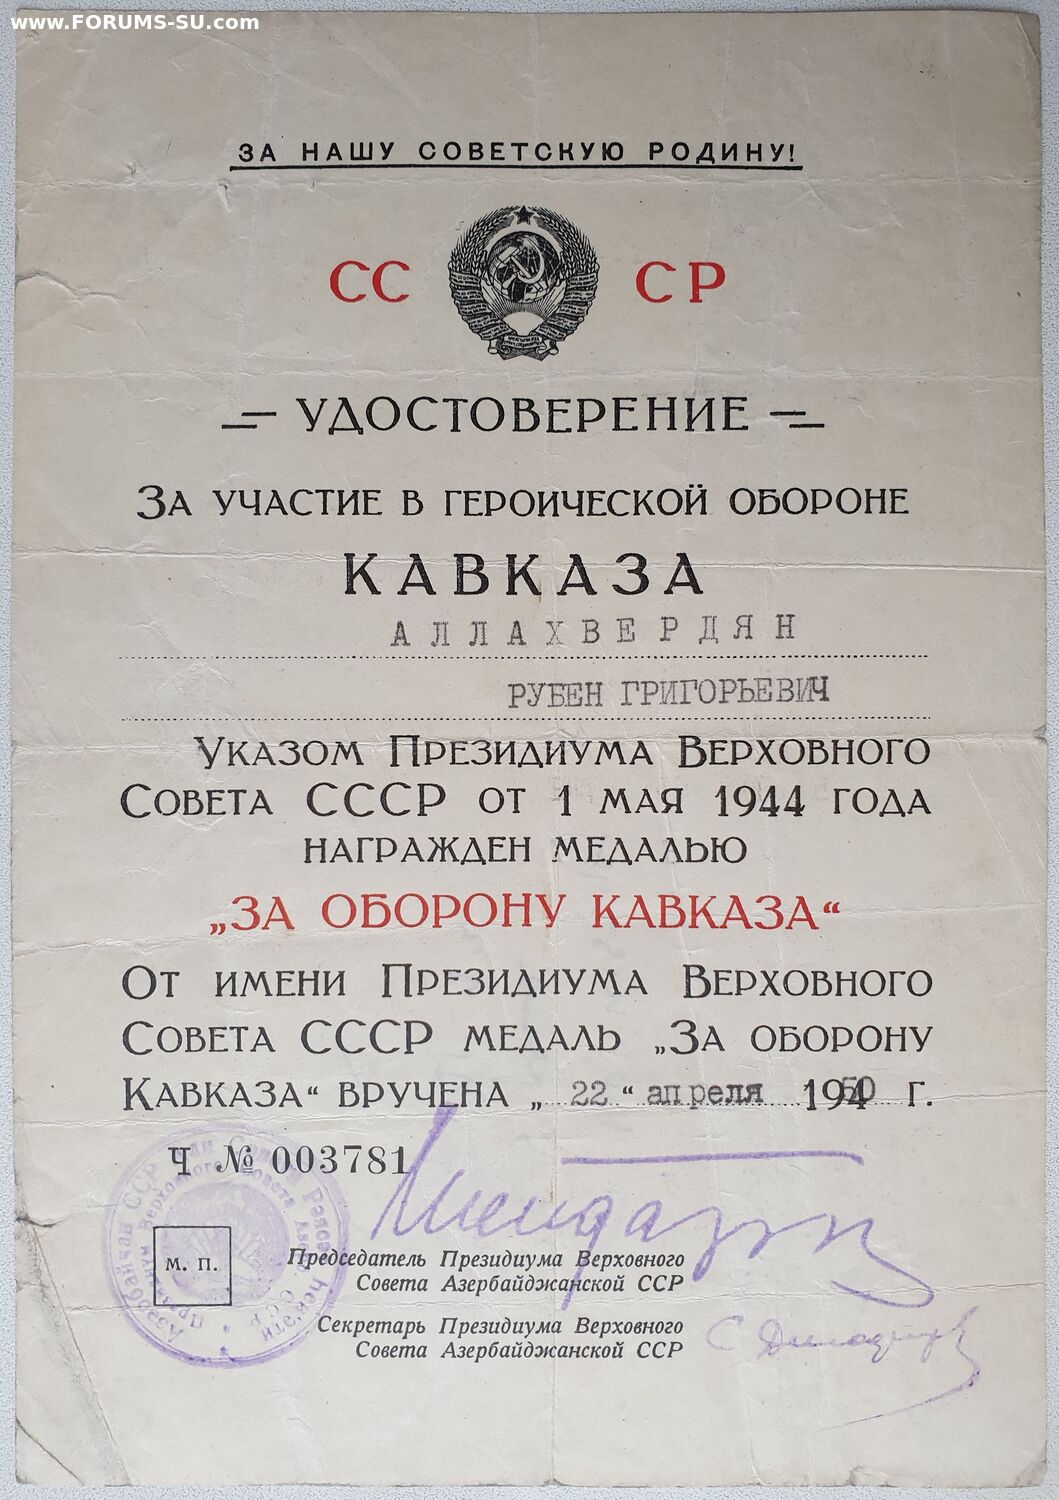 www.FORUMS-SU.com
ЗА НАШУ СОВЕТСКУЮ РОДИНУ!
СС СР
УДОСТОВЕРЕНИЕ
ЗА УЧАСТИЕ В ГЕРОИЧЕСКОЙ ОБОРОНЕ
КАВКАЗА
АЛЛАХВЕРДЯН
РУБЕН ГРИГОРЬЕВИЧ
УКАЗОМ ПРЕЗИДИУМА ВЕРХОВНОГО
СОВЕТА СССР ОТ 1 МАЯ 1944 ГОДА
НАГРАЖДЕН МЕДАЛЬЮ
„ЗА ОБОРОНУ КАВКАЗА“
ОТ ИМЕНИ ПРЕЗИДИУМА ВЕРХОВНОГО
СОВЕТА СССР МЕДАЛЬ „ЗА ОБОРОНУ
КАВКАЗА“ ВРУЧЕНА „22“ апреля 1950 Г.
Ч № 003781
М. П.
Председатель Президиума Верховного
Совета Азербайджанской ССР
Секретарь Президиума Верховного
Совета Азербайджанской ССР